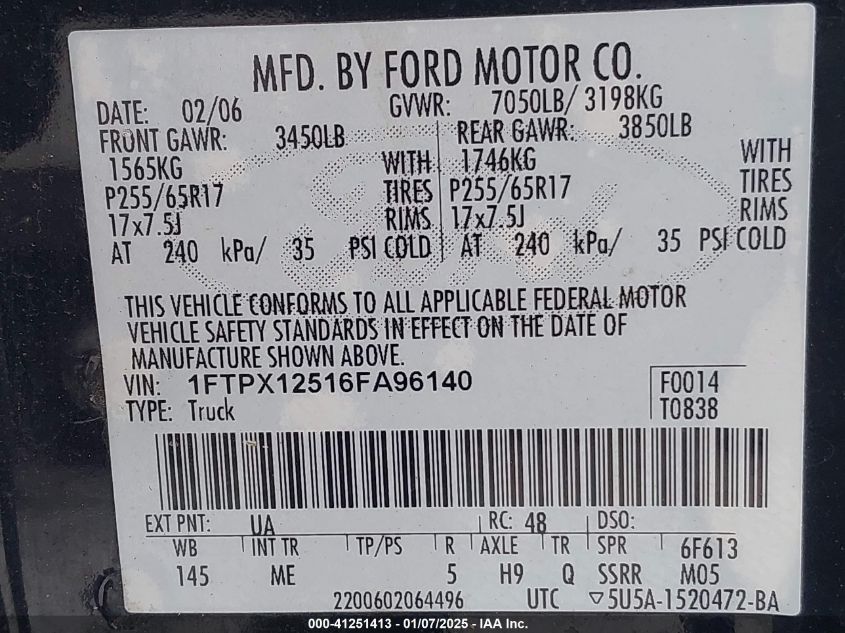 MFD. BY FORD MOTOR CO.
DATE: 02/06 GVWR: 7050LB/ 3198KG
FRONT GAWR: 3450LB REAR GAWR: 3850LB
1565KG WITH 1746KG WITH
P255/65R17 TIRES P255/65R17 TIRES
17x7.5J RIMS 17x7.5J RIMS
AT 240 kPa/ 35 PSI COLD AT 240 kPa/ 35 PSI COLD
THIS VEHICLE CONFORMS TO ALL APPLICABLE FEDERAL MOTOR
VEHICLE SAFETY STANDARDS IN EFFECT ON THE DATE OF
MANUFACTURE SHOWN ABOVE.
VIN: 1FTPX12516FA96140 F0014
TYPE: Truck T0838
EXT PNT: UA RC: 48 DSO:
WB INT TR TP/PS R AXLE TR SPR 6F613
145 ME 5 H9 Q SSRR M05
2200602064496 UTC ▽5U5A-1520472-BA
000-41251413 - 01/07/2025 - IAA Inc.
Ford